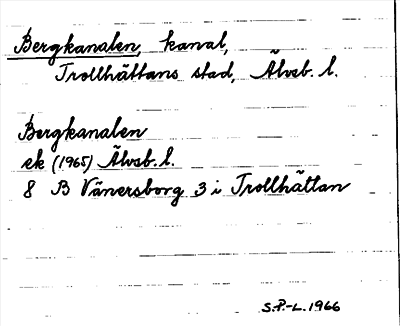 Bergkanalen, kanal,
Trollhättans stad, Älvsb. l.
Bergkanalen
ek (1965) Älvsb. l.
8 B Vänersborg 3 i Trollhättan
S.P.-L. 1966